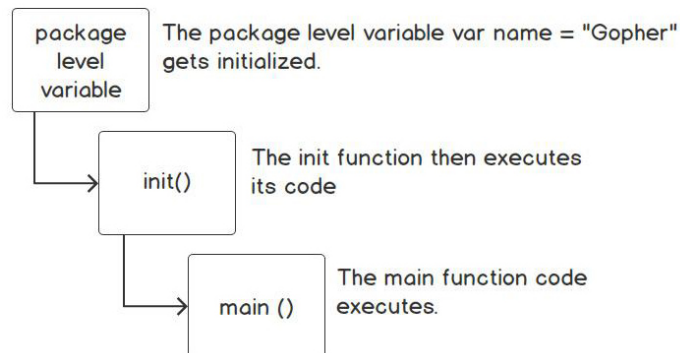 package
level
variable
The package level variable var name = "Gopher"
gets initialized.
init()
The init function then executes
its code
main ()
The main function code
executes.